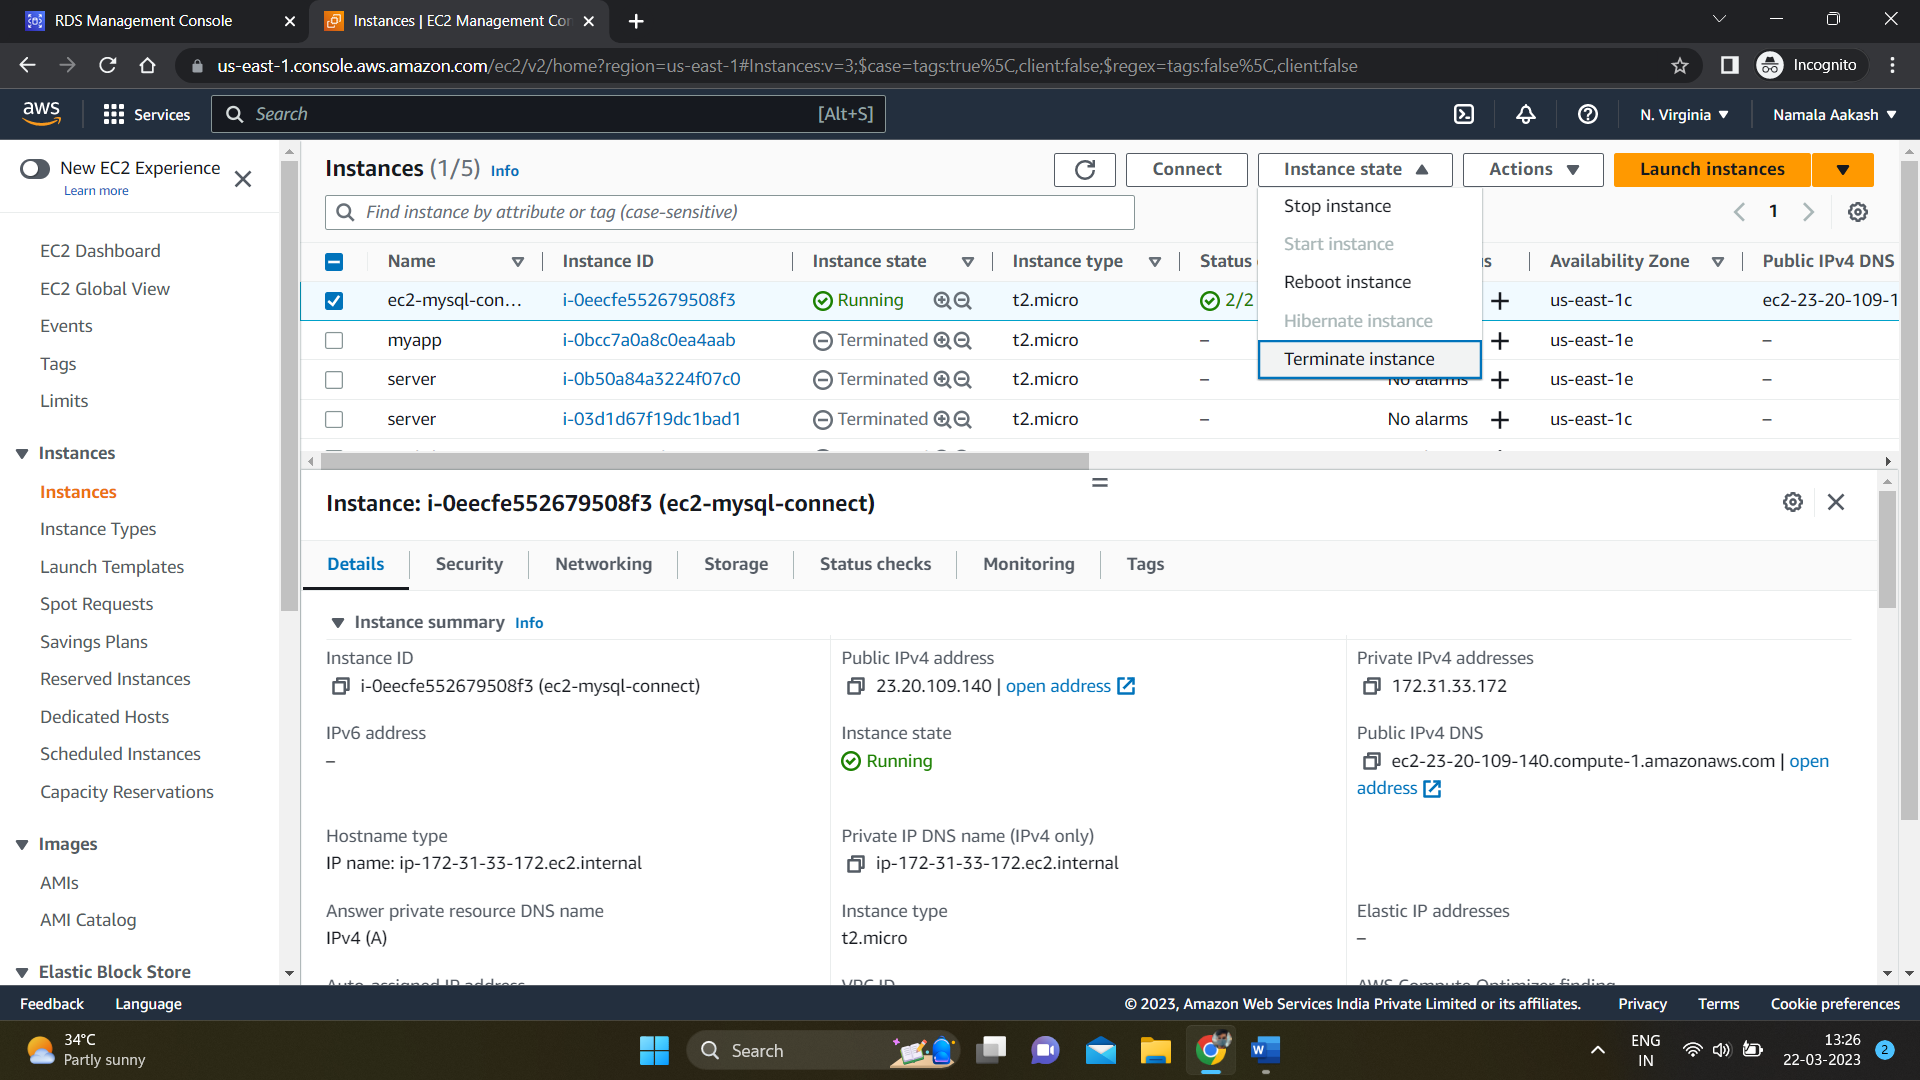 RDS Management Console
Instances | EC2 Management Con
us-east-1.console.aws.amazon.com/ec2/v2/home?region=us-east-1#Instances:v=3;$case=tags:true%5C,client:false;$regex=tags:false%5C,client:false
Incognito
aws
Services
Search
[Alt+S]
N. Virginia
Namala Aakash
New EC2 Experience
Learn more
EC2 Dashboard
EC2 Global View
Events
Tags
Limits
Instances
Instances
Instance Types
Launch Templates
Spot Requests
Savings Plans
Reserved Instances
Dedicated Hosts
Scheduled Instances
Capacity Reservations
Images
AMIs
AMI Catalog
Elastic Block Store
Instances (1/5) Info
Connect
Instance state
Actions
Launch instances
Find instance by attribute or tag (case-sensitive)
1
Stop instance
Start instance
Reboot instance
Hibernate instance
Terminate instance
Name Instance ID Instance state Instance type Status s Availability Zone Public IPv4 DNS
ec2-mysql-con... i-0eecfe552679508f3 Running t2.micro 2/2 us-east-1c ec2-23-20-109-1
myapp i-0bcc7a0a8c0ea4aab Terminated t2.micro – us-east-1e –
server i-0b50a84a3224f07c0 Terminated t2.micro – No alarms us-east-1e –
server i-03d1d67f19dc1bad1 Terminated t2.micro – No alarms us-east-1c –
Instance: i-0eecfe552679508f3 (ec2-mysql-connect)
Details Security Networking Storage Status checks Monitoring Tags
Instance summary Info
Instance ID
i-0eecfe552679508f3 (ec2-mysql-connect)
Public IPv4 address
23.20.109.140 | open address
Private IPv4 addresses
172.31.33.172
IPv6 address
–
Instance state
Running
Public IPv4 DNS
ec2-23-20-109-140.compute-1.amazonaws.com | open
address
Hostname type
IP name: ip-172-31-33-172.ec2.internal
Private IP DNS name (IPv4 only)
ip-172-31-33-172.ec2.internal
Answer private resource DNS name
IPv4 (A)
Instance type
t2.micro
Elastic IP addresses
–
Auto-assigned IP address
VPC ID
AWS Compute Optimizer finding
Feedback Language
© 2023, Amazon Web Services India Private Limited or its affiliates. Privacy Terms Cookie preferences
34°C
Partly sunny
Search
W
ENG
IN
13:26
22-03-2023
2